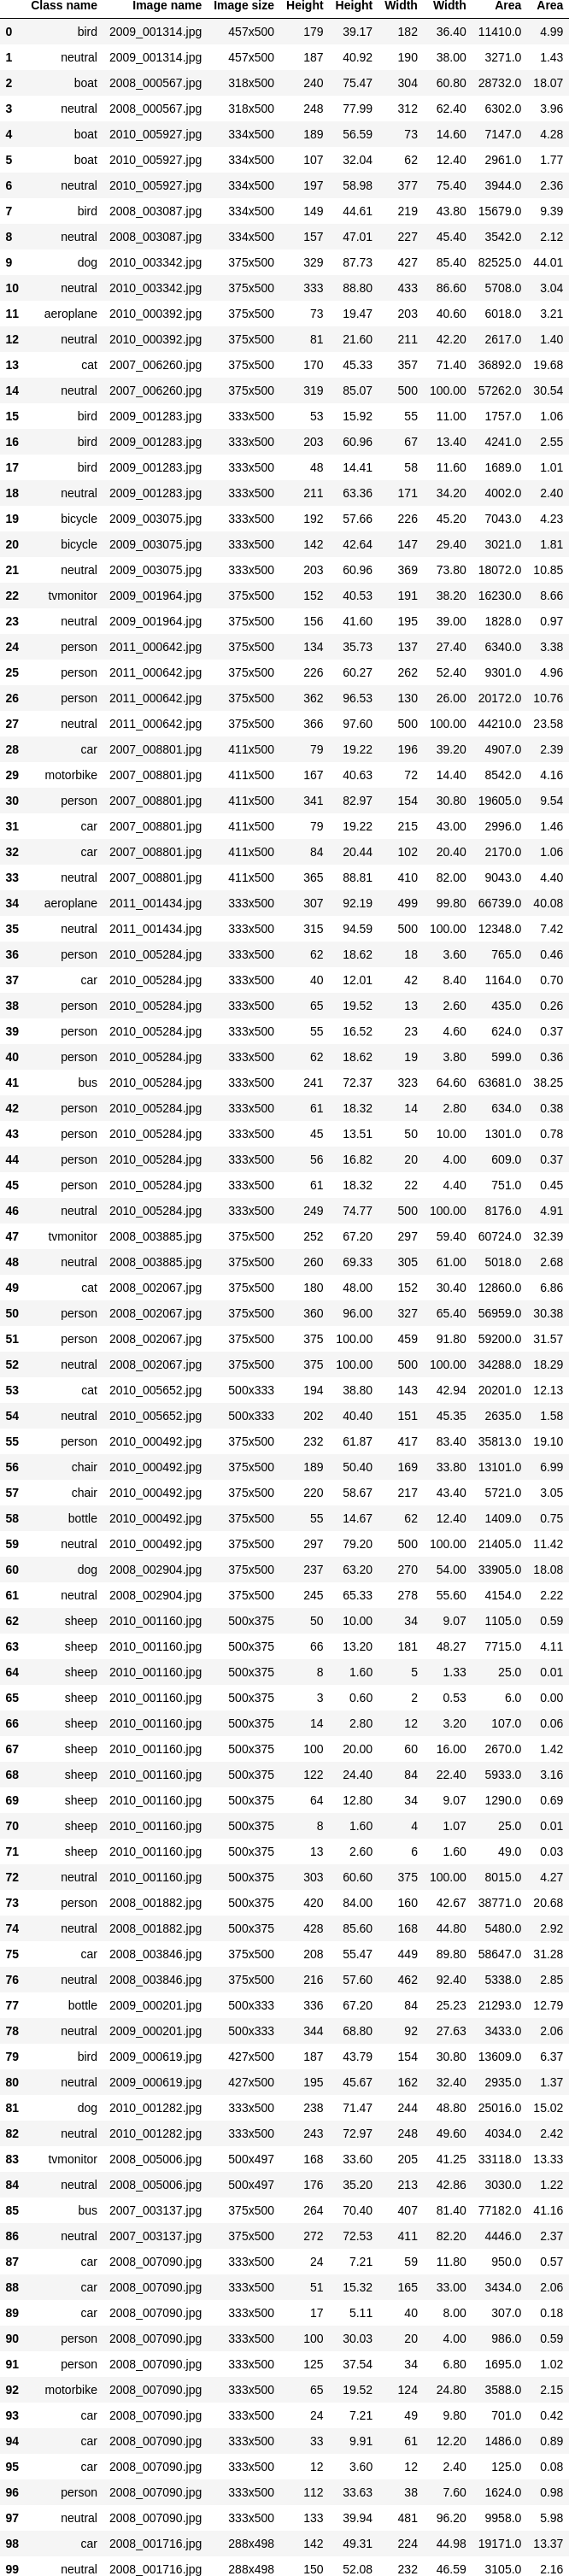 Class name Image name Image size Height Height Width Width Area Area
0 bird 2009_001314.jpg 457x500 179 39.17 182 36.40 11410.0 4.99
1 neutral 2009_001314.jpg 457x500 187 40.92 190 38.00 3271.0 1.43
2 boat 2008_000567.jpg 318x500 240 75.47 304 60.80 28732.0 18.07
3 neutral 2008_000567.jpg 318x500 248 77.99 312 62.40 6302.0 3.96
4 boat 2010_005927.jpg 334x500 189 56.59 73 14.60 7147.0 4.28
5 boat 2010_005927.jpg 334x500 107 32.04 62 12.40 2961.0 1.77
6 neutral 2010_005927.jpg 334x500 197 58.98 377 75.40 3944.0 2.36
7 bird 2008_003087.jpg 334x500 149 44.61 219 43.80 15679.0 9.39
8 neutral 2008_003087.jpg 334x500 157 47.01 227 45.40 3542.0 2.12
9 dog 2010_003342.jpg 375x500 329 87.73 427 85.40 82525.0 44.01
10 neutral 2010_003342.jpg 375x500 333 88.80 433 86.60 5708.0 3.04
11 aeroplane 2010_000392.jpg 375x500 73 19.47 203 40.60 6018.0 3.21
12 neutral 2010_000392.jpg 375x500 81 21.60 211 42.20 2617.0 1.40
13 cat 2007_006260.jpg 375x500 170 45.33 357 71.40 36892.0 19.68
14 neutral 2007_006260.jpg 375x500 319 85.07 500 100.00 57262.0 30.54
15 bird 2009_001283.jpg 333x500 53 15.92 55 11.00 1757.0 1.06
16 bird 2009_001283.jpg 333x500 203 60.96 67 13.40 4241.0 2.55
17 bird 2009_001283.jpg 333x500 48 14.41 58 11.60 1689.0 1.01
18 neutral 2009_001283.jpg 333x500 211 63.36 171 34.20 4002.0 2.40
19 bicycle 2009_003075.jpg 333x500 192 57.66 226 45.20 7043.0 4.23
20 bicycle 2009_003075.jpg 333x500 142 42.64 147 29.40 3021.0 1.81
21 neutral 2009_003075.jpg 333x500 203 60.96 369 73.80 18072.0 10.85
22 tvmonitor 2009_001964.jpg 375x500 152 40.53 191 38.20 16230.0 8.66
23 neutral 2009_001964.jpg 375x500 156 41.60 195 39.00 1828.0 0.97
24 person 2011_000642.jpg 375x500 134 35.73 137 27.40 6340.0 3.38
25 person 2011_000642.jpg 375x500 226 60.27 262 52.40 9301.0 4.96
26 person 2011_000642.jpg 375x500 362 96.53 130 26.00 20172.0 10.76
27 neutral 2011_000642.jpg 375x500 366 97.60 500 100.00 44210.0 23.58
28 car 2007_008801.jpg 411x500 79 19.22 196 39.20 4907.0 2.39
29 motorbike 2007_008801.jpg 411x500 167 40.63 72 14.40 8542.0 4.16
30 person 2007_008801.jpg 411x500 341 82.97 154 30.80 19605.0 9.54
31 car 2007_008801.jpg 411x500 79 19.22 215 43.00 2996.0 1.46
32 car 2007_008801.jpg 411x500 84 20.44 102 20.40 2170.0 1.06
33 neutral 2007_008801.jpg 411x500 365 88.81 410 82.00 9043.0 4.40
34 aeroplane 2011_001434.jpg 333x500 307 92.19 499 99.80 66739.0 40.08
35 neutral 2011_001434.jpg 333x500 315 94.59 500 100.00 12348.0 7.42
36 person 2010_005284.jpg 333x500 62 18.62 18 3.60 765.0 0.46
37 car 2010_005284.jpg 333x500 40 12.01 42 8.40 1164.0 0.70
38 person 2010_005284.jpg 333x500 65 19.52 13 2.60 435.0 0.26
39 person 2010_005284.jpg 333x500 55 16.52 23 4.60 624.0 0.37
40 person 2010_005284.jpg 333x500 62 18.62 19 3.80 599.0 0.36
41 bus 2010_005284.jpg 333x500 241 72.37 323 64.60 63681.0 38.25
42 person 2010_005284.jpg 333x500 61 18.32 14 2.80 634.0 0.38
43 person 2010_005284.jpg 333x500 45 13.51 50 10.00 1301.0 0.78
44 person 2010_005284.jpg 333x500 56 16.82 20 4.00 609.0 0.37
45 person 2010_005284.jpg 333x500 61 18.32 22 4.40 751.0 0.45
46 neutral 2010_005284.jpg 333x500 249 74.77 500 100.00 8176.0 4.91
47 tvmonitor 2008_003885.jpg 375x500 252 67.20 297 59.40 60724.0 32.39
48 neutral 2008_003885.jpg 375x500 260 69.33 305 61.00 5018.0 2.68
49 cat 2008_002067.jpg 375x500 180 48.00 152 30.40 12860.0 6.86
50 person 2008_002067.jpg 375x500 360 96.00 327 65.40 56959.0 30.38
51 person 2008_002067.jpg 375x500 375 100.00 459 91.80 59200.0 31.57
52 neutral 2008_002067.jpg 375x500 375 100.00 500 100.00 34288.0 18.29
53 cat 2010_005652.jpg 500x333 194 38.80 143 42.94 20201.0 12.13
54 neutral 2010_005652.jpg 500x333 202 40.40 151 45.35 2635.0 1.58
55 person 2010_000492.jpg 375x500 232 61.87 417 83.40 35813.0 19.10
56 chair 2010_000492.jpg 375x500 189 50.40 169 33.80 13101.0 6.99
57 chair 2010_000492.jpg 375x500 220 58.67 217 43.40 5721.0 3.05
58 bottle 2010_000492.jpg 375x500 55 14.67 62 12.40 1409.0 0.75
59 neutral 2010_000492.jpg 375x500 297 79.20 500 100.00 21405.0 11.42
60 dog 2008_002904.jpg 375x500 237 63.20 270 54.00 33905.0 18.08
61 neutral 2008_002904.jpg 375x500 245 65.33 278 55.60 4154.0 2.22
62 sheep 2010_001160.jpg 500x375 50 10.00 34 9.07 1105.0 0.59
63 sheep 2010_001160.jpg 500x375 66 13.20 181 48.27 7715.0 4.11
64 sheep 2010_001160.jpg 500x375 8 1.60 5 1.33 25.0 0.01
65 sheep 2010_001160.jpg 500x375 3 0.60 2 0.53 6.0 0.00
66 sheep 2010_001160.jpg 500x375 14 2.80 12 3.20 107.0 0.06
67 sheep 2010_001160.jpg 500x375 100 20.00 60 16.00 2670.0 1.42
68 sheep 2010_001160.jpg 500x375 122 24.40 84 22.40 5933.0 3.16
69 sheep 2010_001160.jpg 500x375 64 12.80 34 9.07 1290.0 0.69
70 sheep 2010_001160.jpg 500x375 8 1.60 4 1.07 25.0 0.01
71 sheep 2010_001160.jpg 500x375 13 2.60 6 1.60 49.0 0.03
72 neutral 2010_001160.jpg 500x375 303 60.60 375 100.00 8015.0 4.27
73 person 2008_001882.jpg 500x375 420 84.00 160 42.67 38771.0 20.68
74 neutral 2008_001882.jpg 500x375 428 85.60 168 44.80 5480.0 2.92
75 car 2008_003846.jpg 375x500 208 55.47 449 89.80 58647.0 31.28
76 neutral 2008_003846.jpg 375x500 216 57.60 462 92.40 5338.0 2.85
77 bottle 2009_000201.jpg 500x333 336 67.20 84 25.23 21293.0 12.79
78 neutral 2009_000201.jpg 500x333 344 68.80 92 27.63 3433.0 2.06
79 bird 2009_000619.jpg 427x500 187 43.79 154 30.80 13609.0 6.37
80 neutral 2009_000619.jpg 427x500 195 45.67 162 32.40 2935.0 1.37
81 dog 2010_001282.jpg 333x500 238 71.47 244 48.80 25016.0 15.02
82 neutral 2010_001282.jpg 333x500 243 72.97 248 49.60 4034.0 2.42
83 tvmonitor 2008_005006.jpg 500x497 168 33.60 205 41.25 33118.0 13.33
84 neutral 2008_005006.jpg 500x497 176 35.20 213 42.86 3030.0 1.22
85 bus 2007_003137.jpg 375x500 264 70.40 407 81.40 77182.0 41.16
86 neutral 2007_003137.jpg 375x500 272 72.53 411 82.20 4446.0 2.37
87 car 2008_007090.jpg 333x500 24 7.21 59 11.80 950.0 0.57
88 car 2008_007090.jpg 333x500 51 15.32 165 33.00 3434.0 2.06
89 car 2008_007090.jpg 333x500 17 5.11 40 8.00 307.0 0.18
90 person 2008_007090.jpg 333x500 100 30.03 20 4.00 986.0 0.59
91 person 2008_007090.jpg 333x500 125 37.54 34 6.80 1695.0 1.02
92 motorbike 2008_007090.jpg 333x500 65 19.52 124 24.80 3588.0 2.15
93 car 2008_007090.jpg 333x500 24 7.21 49 9.80 701.0 0.42
94 car 2008_007090.jpg 333x500 33 9.91 61 12.20 1486.0 0.89
95 car 2008_007090.jpg 333x500 12 3.60 12 2.40 125.0 0.08
96 person 2008_007090.jpg 333x500 112 33.63 38 7.60 1624.0 0.98
97 neutral 2008_007090.jpg 333x500 133 39.94 481 96.20 9958.0 5.98
98 car 2008_001716.jpg 288x498 142 49.31 224 44.98 19171.0 13.37
99 neutral 2008_001716.jpg 288x498 150 52.08 232 46.59 3105.0 2.16